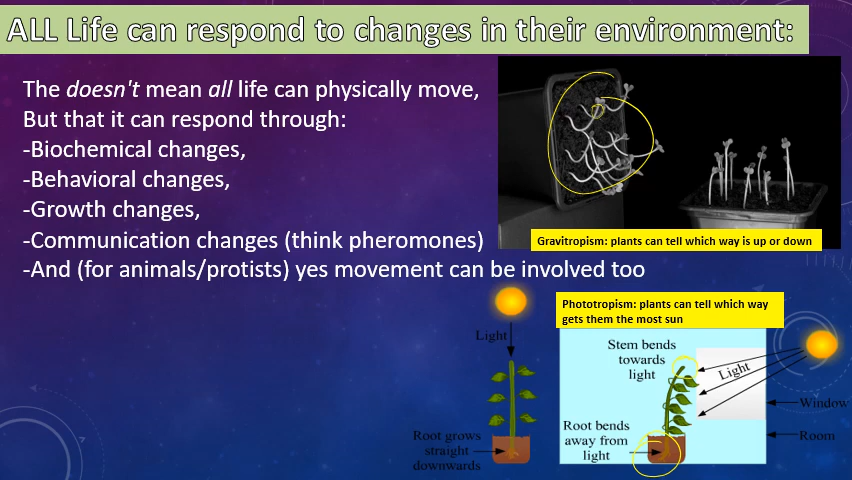 ALL Life can respond to changes in their environment:
The doesn't mean all life can physically move,
But that it can respond through:
-Biochemical changes,
-Behavioral changes,
-Growth changes,
-Communication changes (think pheromones)
-And (for animals/protists) yes movement can be involved too
Gravitropism: plants can tell which way is up or down
Phototropism: plants can tell which way
gets them the most sun
Light
Root grows
straight
downwards
Stem bends
towards
light
Light
Window
Root bends
away from
light
Room